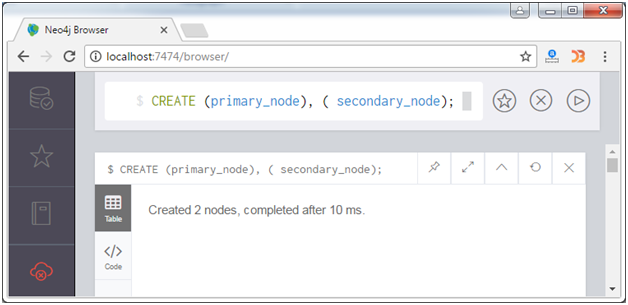 Neo4j Browser
localhost:7474/browser/
$ CREATE (primary_node), ( secondary_node);
$ CREATE (primary_node), ( secondary_node);
Table
Created 2 nodes, completed after 10 ms.
Code